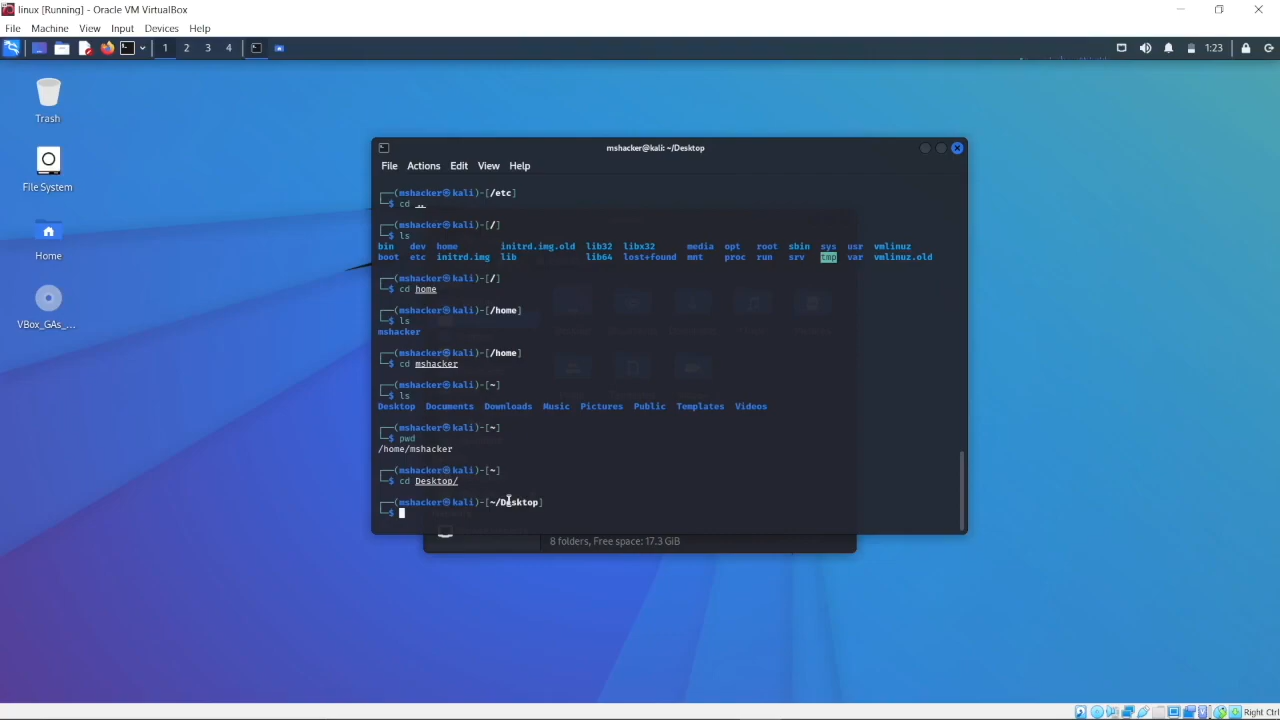 linux [Running] - Oracle VM VirtualBox
File Machine View Input Devices Help
1 2 3 4 1:23
Trash
File System
Home
VBox_GAs_...
mshacker@kali: ~/Desktop
File Actions Edit View Help
┌──(mshacker㉿kali)-[/etc]
└─$ cd ..
┌──(mshacker㉿kali)-[/]
└─$ ls
bin dev home initrd.img.old lib32 libx32 media opt root sbin sys usr vmlinuz
boot etc initrd.img lib lib64 lost+found mnt proc run srv tmp var vmlinuz.old
┌──(mshacker㉿kali)-[/]
└─$ cd home
┌──(mshacker㉿kali)-[/home]
└─$ ls
mshacker
┌──(mshacker㉿kali)-[/home]
└─$ cd mshacker
┌──(mshacker㉿kali)-[~]
└─$ ls
Desktop Documents Downloads Music Pictures Public Templates Videos
┌──(mshacker㉿kali)-[~]
└─$ pwd
/home/mshacker
┌──(mshacker㉿kali)-[~]
└─$ cd Desktop/
┌──(mshacker㉿kali)-[~/Desktop]
└─$
8 folders, Free space: 17.3 GiB
Right Ctrl